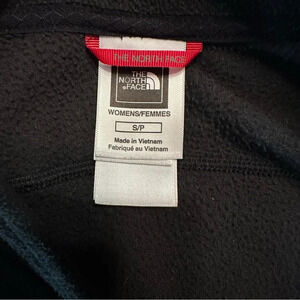 THE NORTH FACE
THE
NORTH
FACE
WOMENS/FEMMES
S/P
Made in Vietnam
Fabriqué au Vietnam